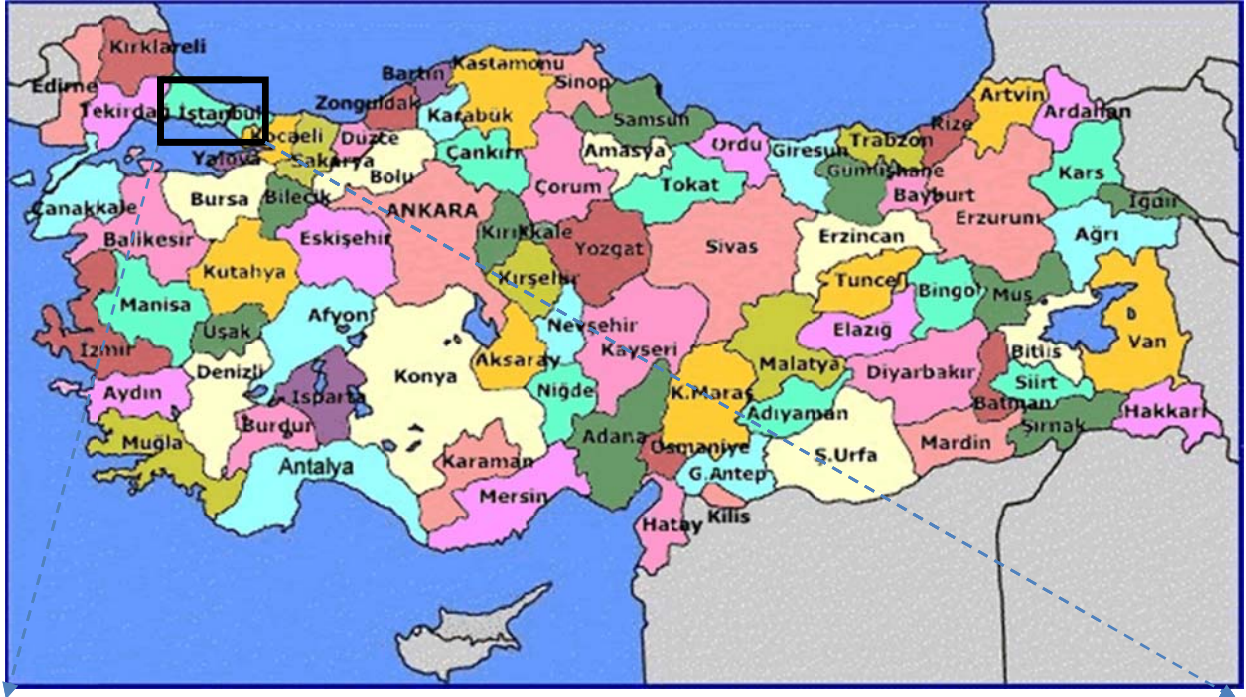 Kırklareli
Edirne
Tekirdağ
İstanbul
Kocaeli
Yalova
Sakarya
Düzce
Zonguldak
Bartın
Kastamonu
Sinop
Karabük
Samsun
Çankırı
Bolu
Amasya
Ordu
Giresun
Trabzon
Rize
Artvin
Ardahan
Kars
Iğdır
Gümüşhane
Bayburt
Erzurum
Ağrı
Tokat
Çorum
ANKARA
Bilecik
Bursa
Çanakkale
Balıkesir
Eskişehir
Kırıkkale
Yozgat
Sivas
Erzincan
Tunceli
Bingöl
Muş
Kutahya
Kırşehir
Manisa
Uşak
Afyon
Nevşehir
Kayseri
Elazığ
Malatya
Bitlis
Van
İzmir
Aydın
Denizli
Isparta
Konya
Aksaray
Niğde
K.Maraş
Adıyaman
Diyarbakır
Batman
Siirt
Şırnak
Hakkari
Muğla
Burdur
Antalya
Karaman
Mersin
Adana
Osmaniye
G.Antep
Ş.Urfa
Mardin
Hatay
Kilis